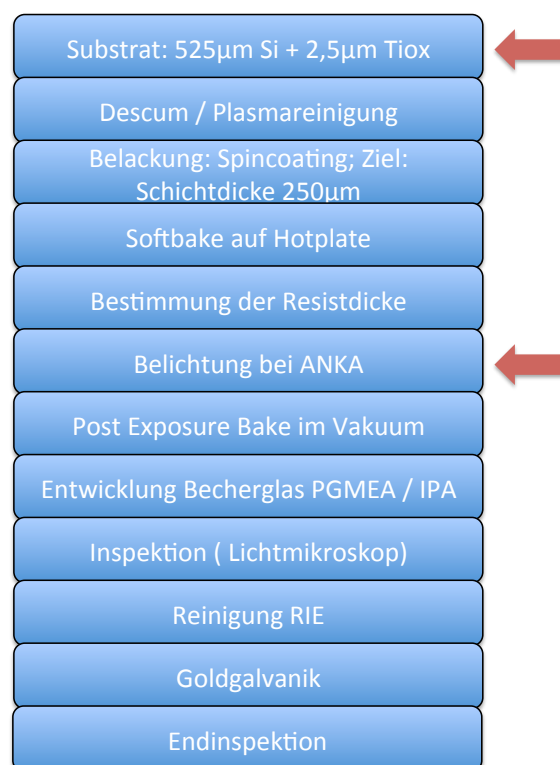 Substrat: 525µm Si + 2,5µm Tiox
Descum / Plasmareinigung
Belackung: Spincoating; Ziel:
Schichtdicke 250µm
Softbake auf Hotplate
Bestimmung der Resistdicke
Belichtung bei ANKA
Post Exposure Bake im Vakuum
Entwicklung Becherglas PGMEA / IPA
Inspektion ( Lichtmikroskop)
Reinigung RIE
Goldgalvanik
Endinspektion